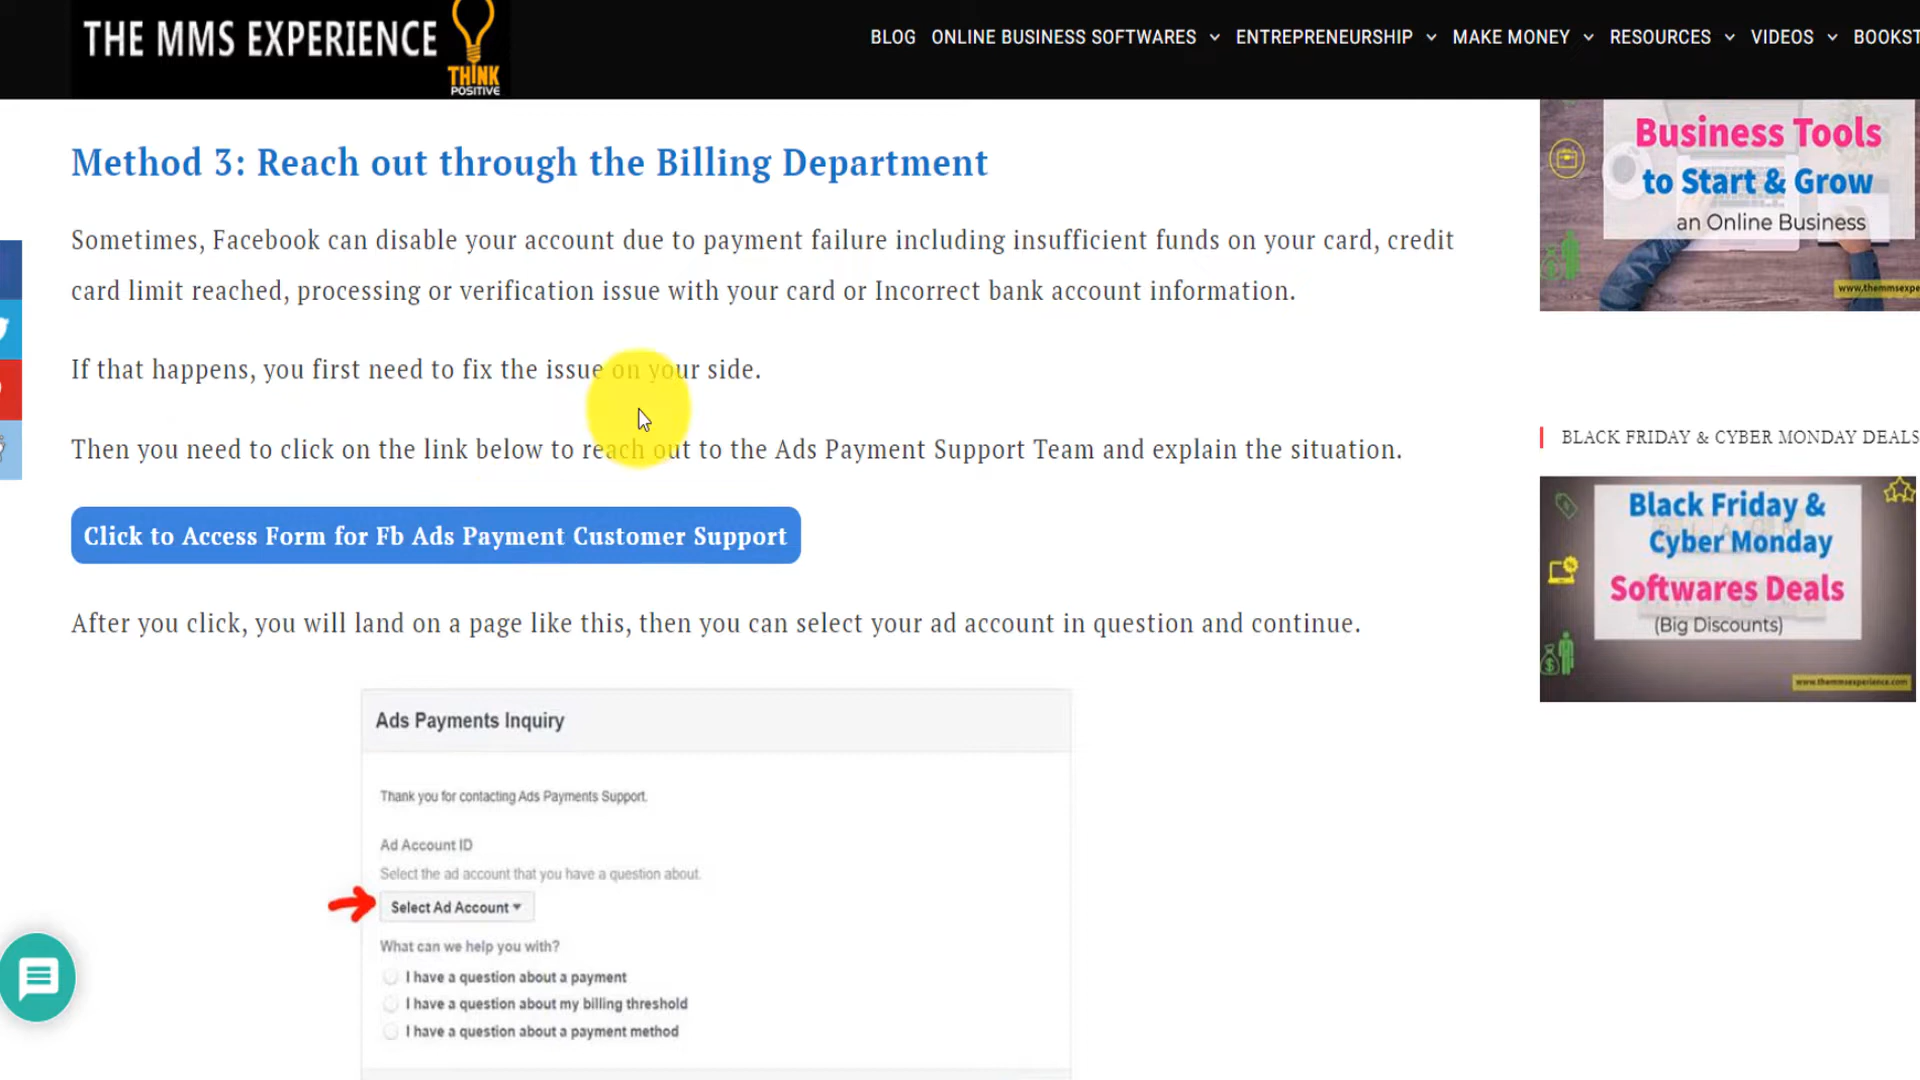 THE MMS EXPERIENCE
THINK
POSITIVE
BLOG ONLINE BUSINESS SOFTWARES ENTREPRENEURSHIP MAKE MONEY RESOURCES VIDEOS BOOKST
Method 3: Reach out through the Billing Department
Sometimes, Facebook can disable your account due to payment failure including insufficient funds on your card, credit
card limit reached, processing or verification issue with your card or Incorrect bank account information.
If that happens, you first need to fix the issue on your side.
Then you need to click on the link below to reach out to the Ads Payment Support Team and explain the situation.
Click to Access Form for Fb Ads Payment Customer Support
After you click, you will land on a page like this, then you can select your ad account in question and continue.
Ads Payments Inquiry
Thank you for contacting Ads Payments Support.
Ad Account ID
Select the ad account that you have a question about.
Select Ad Account
What can we help you with?
I have a question about a payment
I have a question about my billing threshold
I have a question about a payment method
Business Tools
to Start & Grow
an Online Business
www.themmsexpe
BLACK FRIDAY & CYBER MONDAY DEALS
Black Friday &
Cyber Monday
Softwares Deals
(Big Discounts)
www.themmsexperience.com